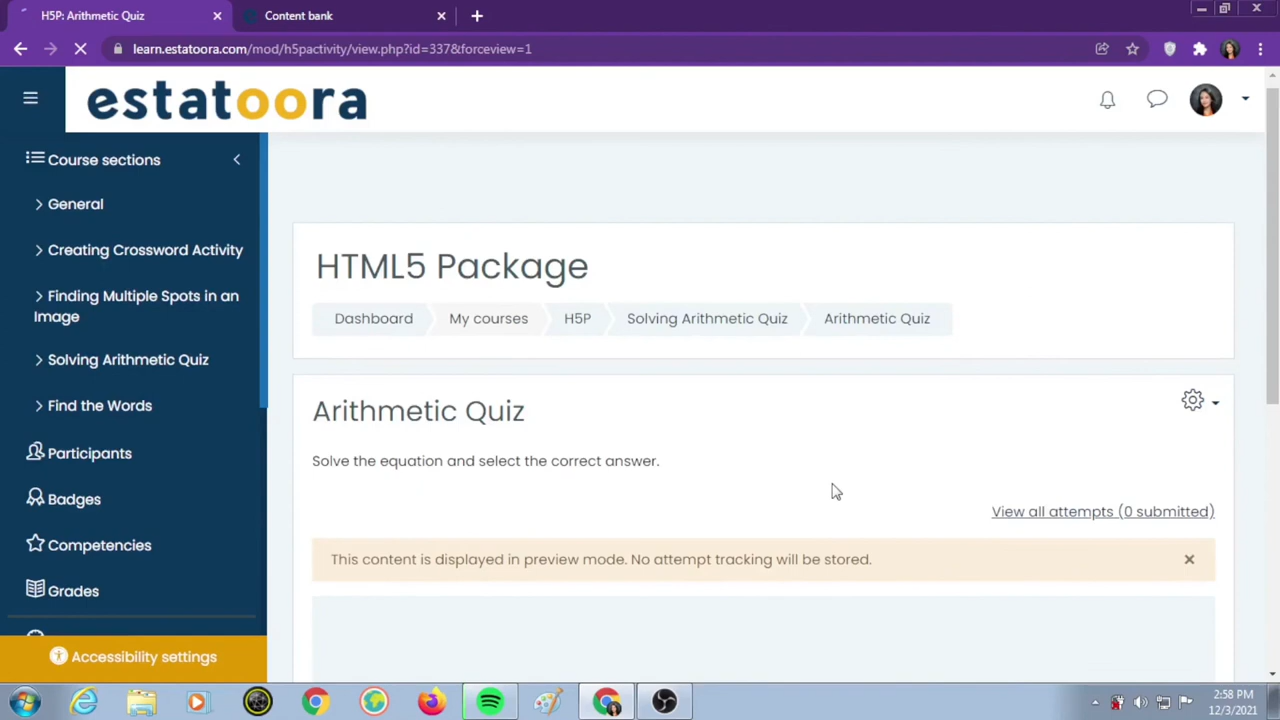 H5P: Arithmetic Quiz
Content bank
learn.estatoora.com/mod/h5pactivity/view.php?id=337&forceview=1
estatoora
Course sections
General
Creating Crossword Activity
Finding Multiple Spots in an
Image
Solving Arithmetic Quiz
Find the Words
Participants
Badges
Competencies
Grades
Accessibility settings
HTML5 Package
Dashboard
My courses
H5P
Solving Arithmetic Quiz
Arithmetic Quiz
Arithmetic Quiz
Solve the equation and select the correct answer.
View all attempts (0 submitted)
This content is displayed in preview mode. No attempt tracking will be stored.
2:58 PM
12/3/2021